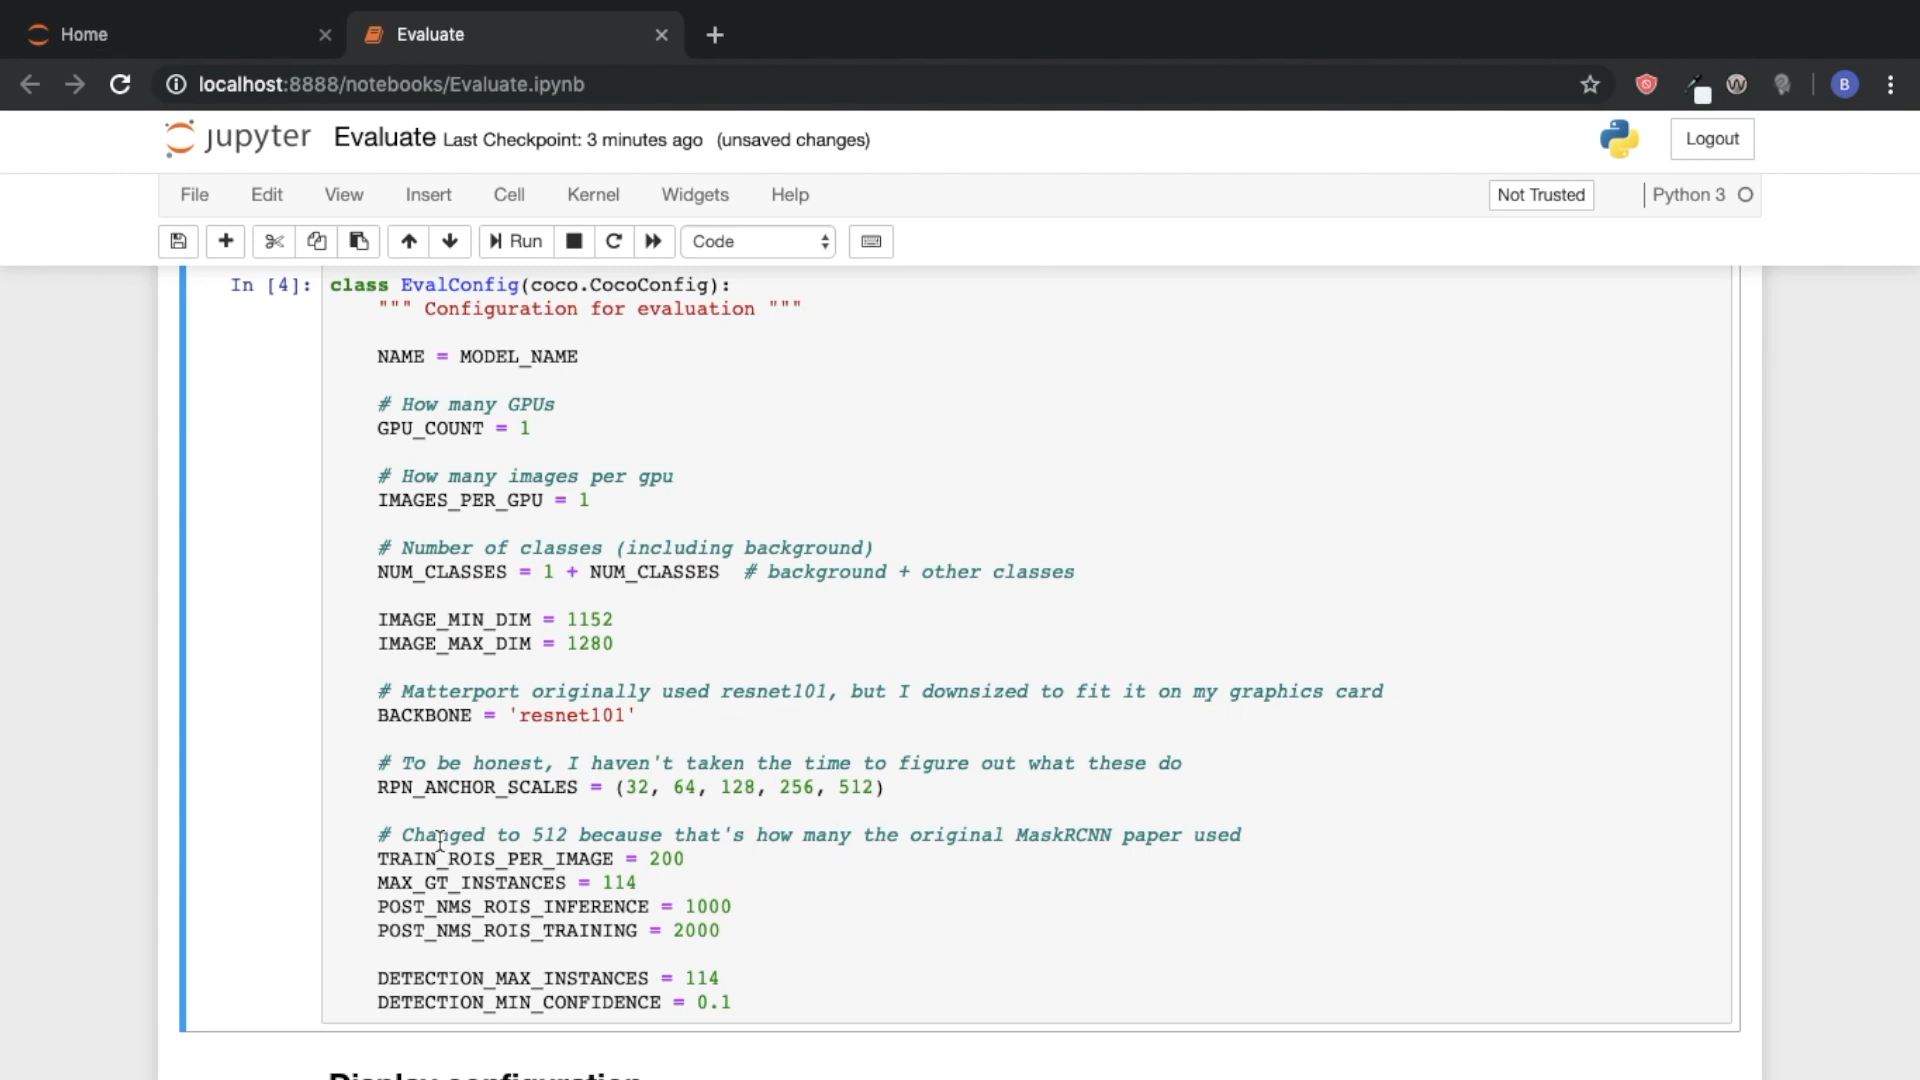 Home
Evaluate
localhost:8888/notebooks/Evaluate.ipynb
B
jupyter Evaluate Last Checkpoint: 3 minutes ago (unsaved changes)
Logout
File Edit View Insert Cell Kernel Widgets Help
Not Trusted
Python 3
Run
Code
In [4]: class EvalConfig(coco.CocoConfig):
""" Configuration for evaluation """
NAME = MODEL_NAME
# How many GPUs
GPU_COUNT = 1
# How many images per gpu
IMAGES_PER_GPU = 1
# Number of classes (including background)
NUM_CLASSES = 1 + NUM_CLASSES # background + other classes
IMAGE_MIN_DIM = 1152
IMAGE_MAX_DIM = 1280
# Matterport originally used resnet101, but I downsized to fit it on my graphics card
BACKBONE = 'resnet101'
# To be honest, I haven't taken the time to figure out what these do
RPN_ANCHOR_SCALES = (32, 64, 128, 256, 512)
# Changed to 512 because that's how many the original MaskRCNN paper used
TRAIN_ROIS_PER_IMAGE = 200
MAX_GT_INSTANCES = 114
POST_NMS_ROIS_INFERENCE = 1000
POST_NMS_ROIS_TRAINING = 2000
DETECTION_MAX_INSTANCES = 114
DETECTION_MIN_CONFIDENCE = 0.1
Display configuration